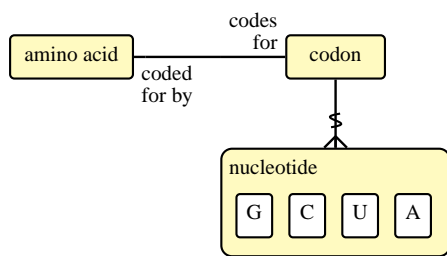 codes
for
amino acid
codon
coded
for by
nucleotide
G C U A